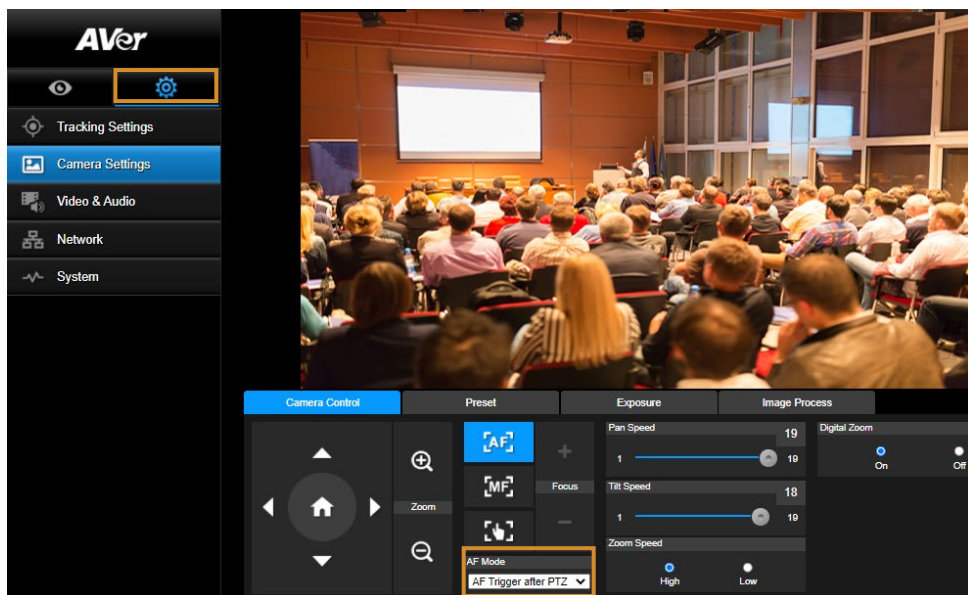 AVer
Tracking Settings
Camera Settings
Video & Audio
Network
System
Camera Control
Preset
Exposure
Image Process
Zoom
AF
MF
Focus
AF Mode
AF Trigger after PTZ
Pan Speed
19
1
19
Tilt Speed
18
1
19
Zoom Speed
High
Low
Digital Zoom
On
Off